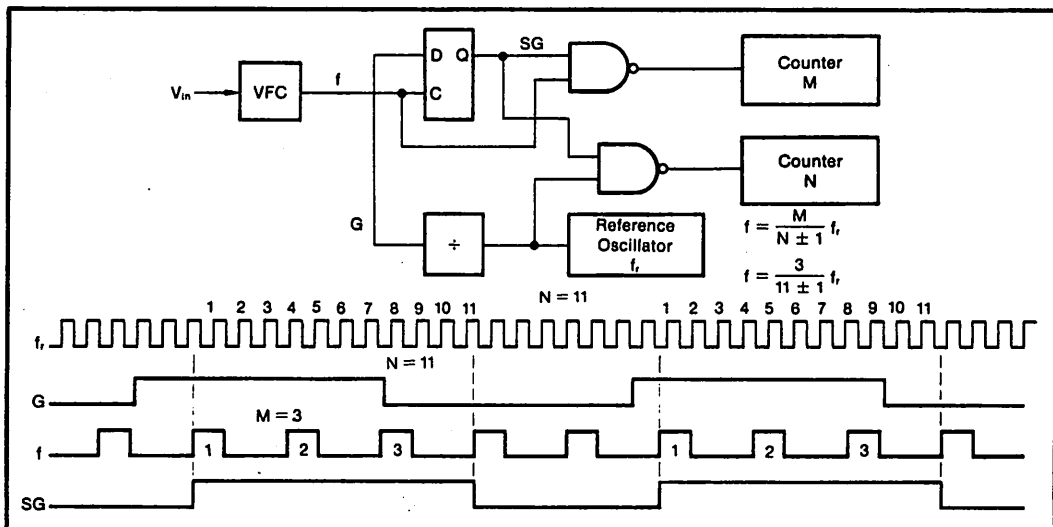 SG
D Q
Counter
M
f
V_in
VFC
C
Counter
N
G
÷
Reference
Oscillator
f_r
f = M / (N ± 1) f_r
f = 3 / (11 ± 1) f_r
N = 11
1 2 3 4 5 6 7 8 9 10 11
1 2 3 4 5 6 7 8 9 10 11
f_r
N = 11
G
M = 3
f
1 2 3
1 2 3
SG